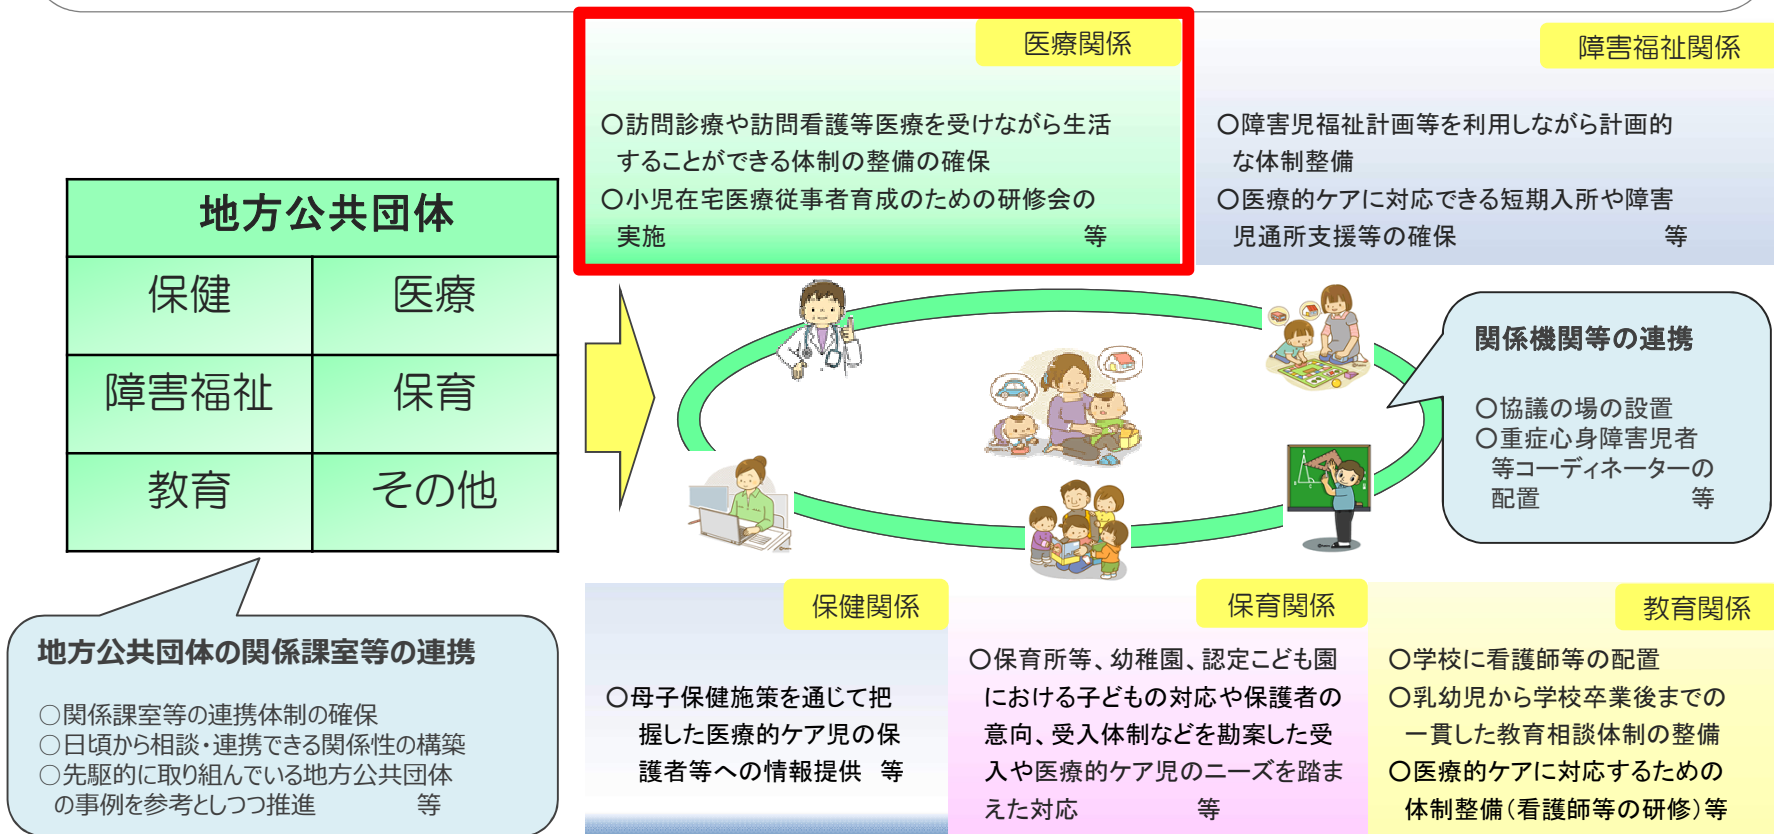 医療関係
○訪問診療や訪問看護等医療を受けながら生活
することができる体制の整備の確保
○小児在宅医療従事者育成のための研修会の
実施 等
障害福祉関係
○障害児福祉計画等を利用しながら計画的
な体制整備
○医療的ケアに対応できる短期入所や障害
児通所支援等の確保 等
地方公共団体
保健 医療
障害福祉 保育
教育 その他
関係機関等の連携
○協議の場の設置
○重症心身障害児者
等コーディネーターの
配置 等
地方公共団体の関係課室等の連携
○関係課室等の連携体制の確保
○日頃から相談・連携できる関係性の構築
○先駆的に取り組んでいる地方公共団体
の事例を参考としつつ推進 等
保健関係
○母子保健施策を通じて把
握した医療的ケア児の保
護者等への情報提供 等
保育関係
○保育所等、幼稚園、認定こども園
における子どもの対応や保護者の
意向、受入体制などを勘案した受
入や医療的ケア児のニーズを踏ま
えた対応 等
教育関係
○学校に看護師等の配置
○乳幼児から学校卒業後までの
一貫した教育相談体制の整備
○医療的ケアに対応するための
体制整備(看護師等の研修)等